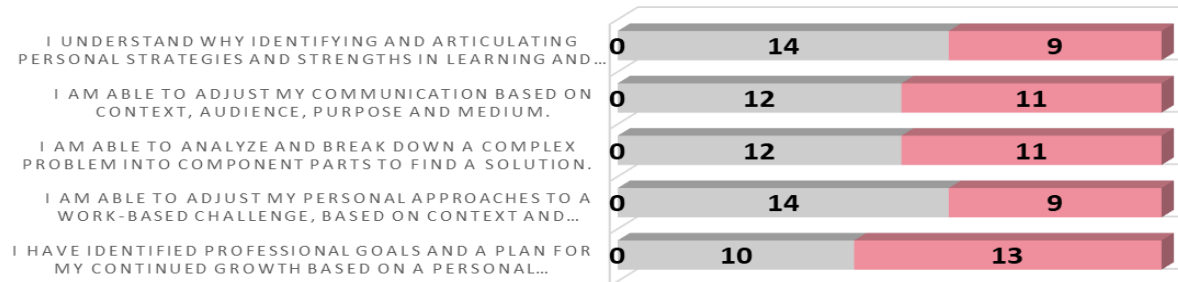 I UNDERSTAND WHY IDENTIFYING AND ARTICULATING
PERSONAL STRATEGIES AND STRENGTHS IN LEARNING AND…
0 14 9
I AM ABLE TO ADJUST MY COMMUNICATION BASED ON
CONTEXT, AUDIENCE, PURPOSE AND MEDIUM.
0 12 11
I AM ABLE TO ANALYZE AND BREAK DOWN A COMPLEX
PROBLEM INTO COMPONENT PARTS TO FIND A SOLUTION.
0 12 11
I AM ABLE TO ADJUST MY PERSONAL APPROACHES TO A
WORK-BASED CHALLENGE, BASED ON CONTEXT AND…
0 14 9
I HAVE IDENTIFIED PROFESSIONAL GOALS AND A PLAN FOR
MY CONTINUED GROWTH BASED ON A PERSONAL…
0 10 13